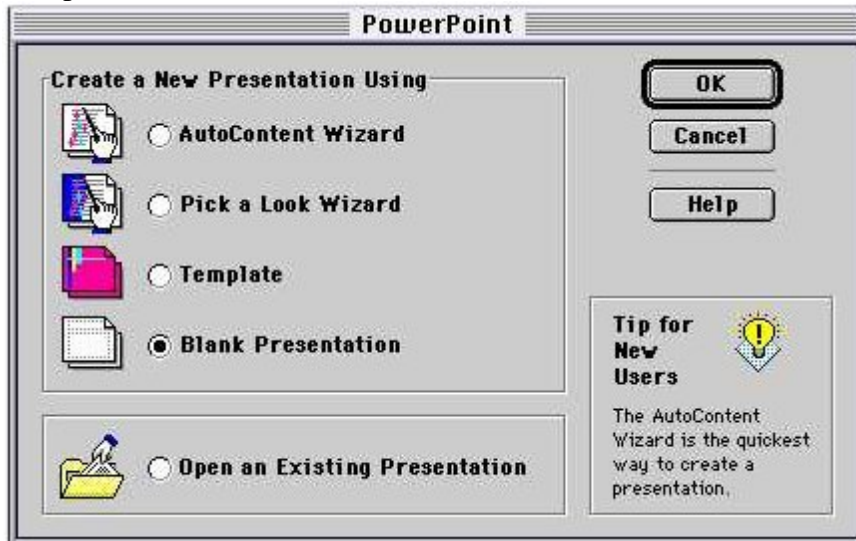 PowerPoint
Create a New Presentation Using
AutoContent Wizard
Pick a Look Wizard
Template
Blank Presentation
Open an Existing Presentation
OK
Cancel
Help
Tip for
New
Users
The AutoContent
Wizard is the quickest
way to create a
presentation.